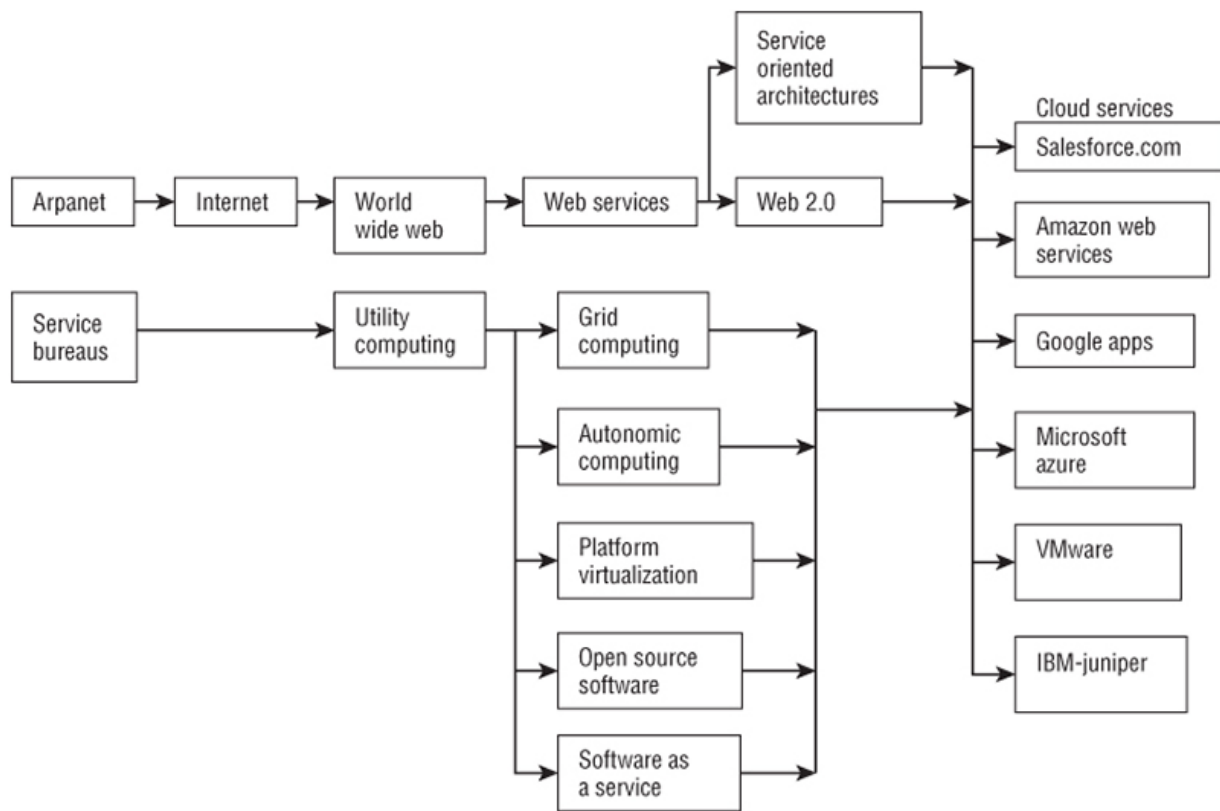 Service
oriented
architectures
Cloud services
Salesforce.com
Arpanet
Internet
World
wide web
Web services
Web 2.0
Amazon web
services
Service
bureaus
Utility
computing
Grid
computing
Google apps
Autonomic
computing
Microsoft
azure
Platform
virtualization
VMware
Open source
software
IBM-juniper
Software as
a service